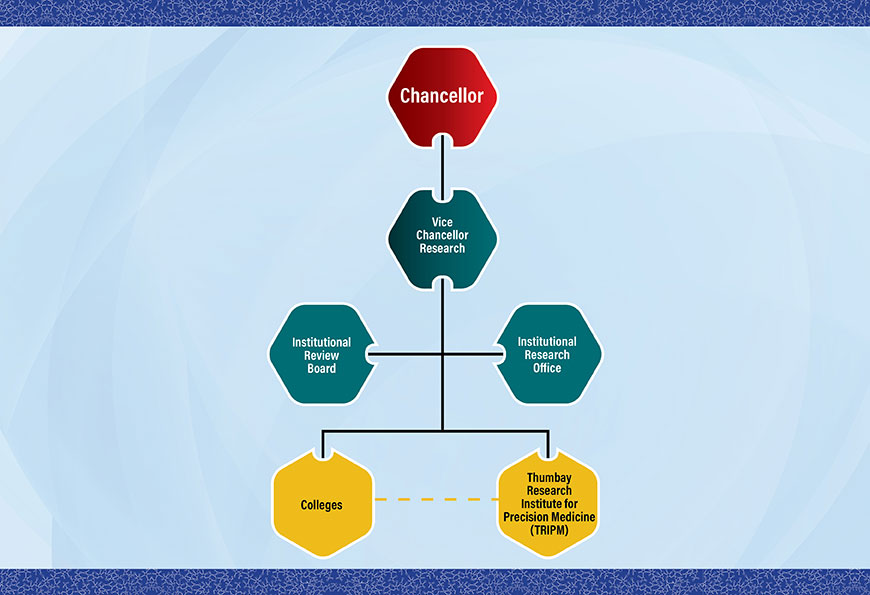 Chancellor
Vice
Chancellor
Research
Institutional
Review
Board
Institutional
Research
Office
Colleges
Thumbay
Research
Institute for
Precision Medicine
(TRIPM)